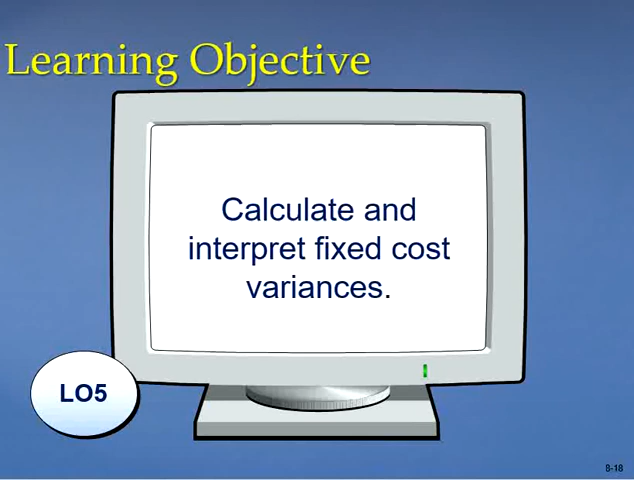 Learning Objective
Calculate and
interpret fixed cost
variances.
LO5
8-18